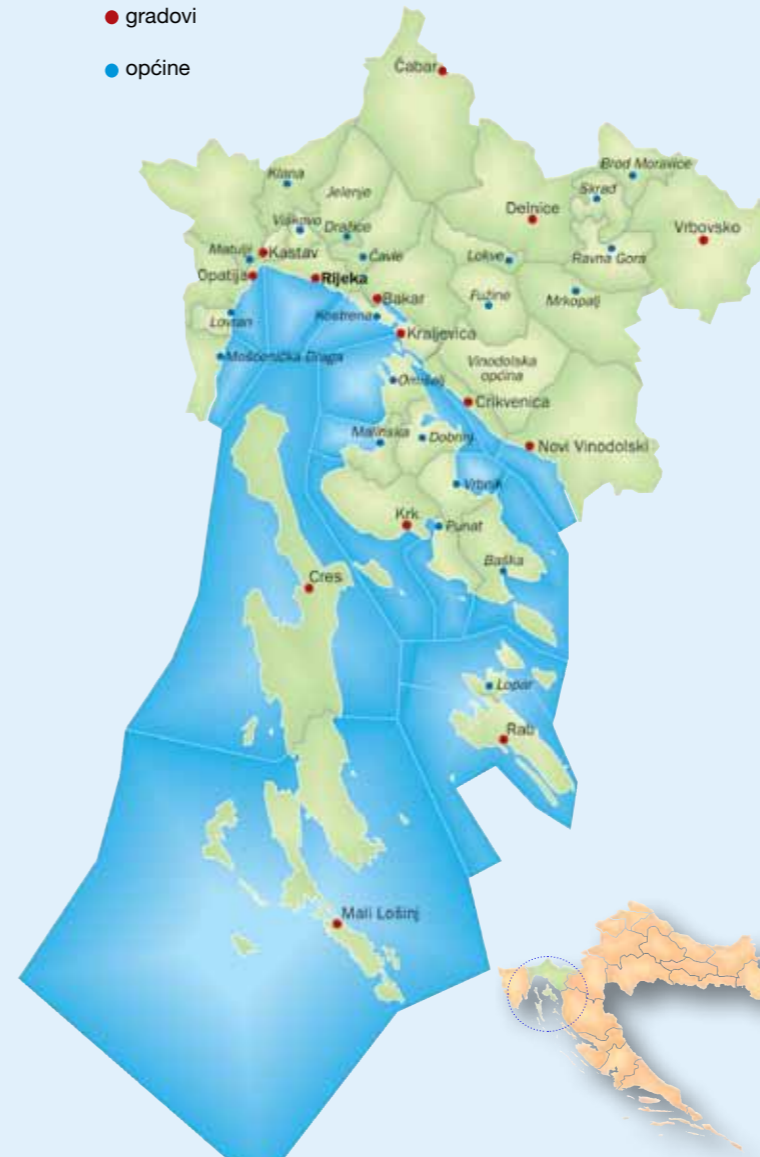 gradovi
općine
Čabar
Brod Moravice
Klana
Jelenje
Skrad
Delnice
Viškovo
Dražice
Vrbovsko
Matulji
Kastav
Čavle
Lokve
Ravna Gora
Opatija
Rijeka
Bakar
Fužine
Mrkopalj
Lovran
Kostrena
Kraljevica
Mošćenička Draga
Vinodolska
općina
Omišalj
Crikvenica
Malinska
Dobrinj
Novi Vinodolski
Vrbnik
Krk
Punat
Baška
Cres
Lopar
Rab
Mali Lošinj